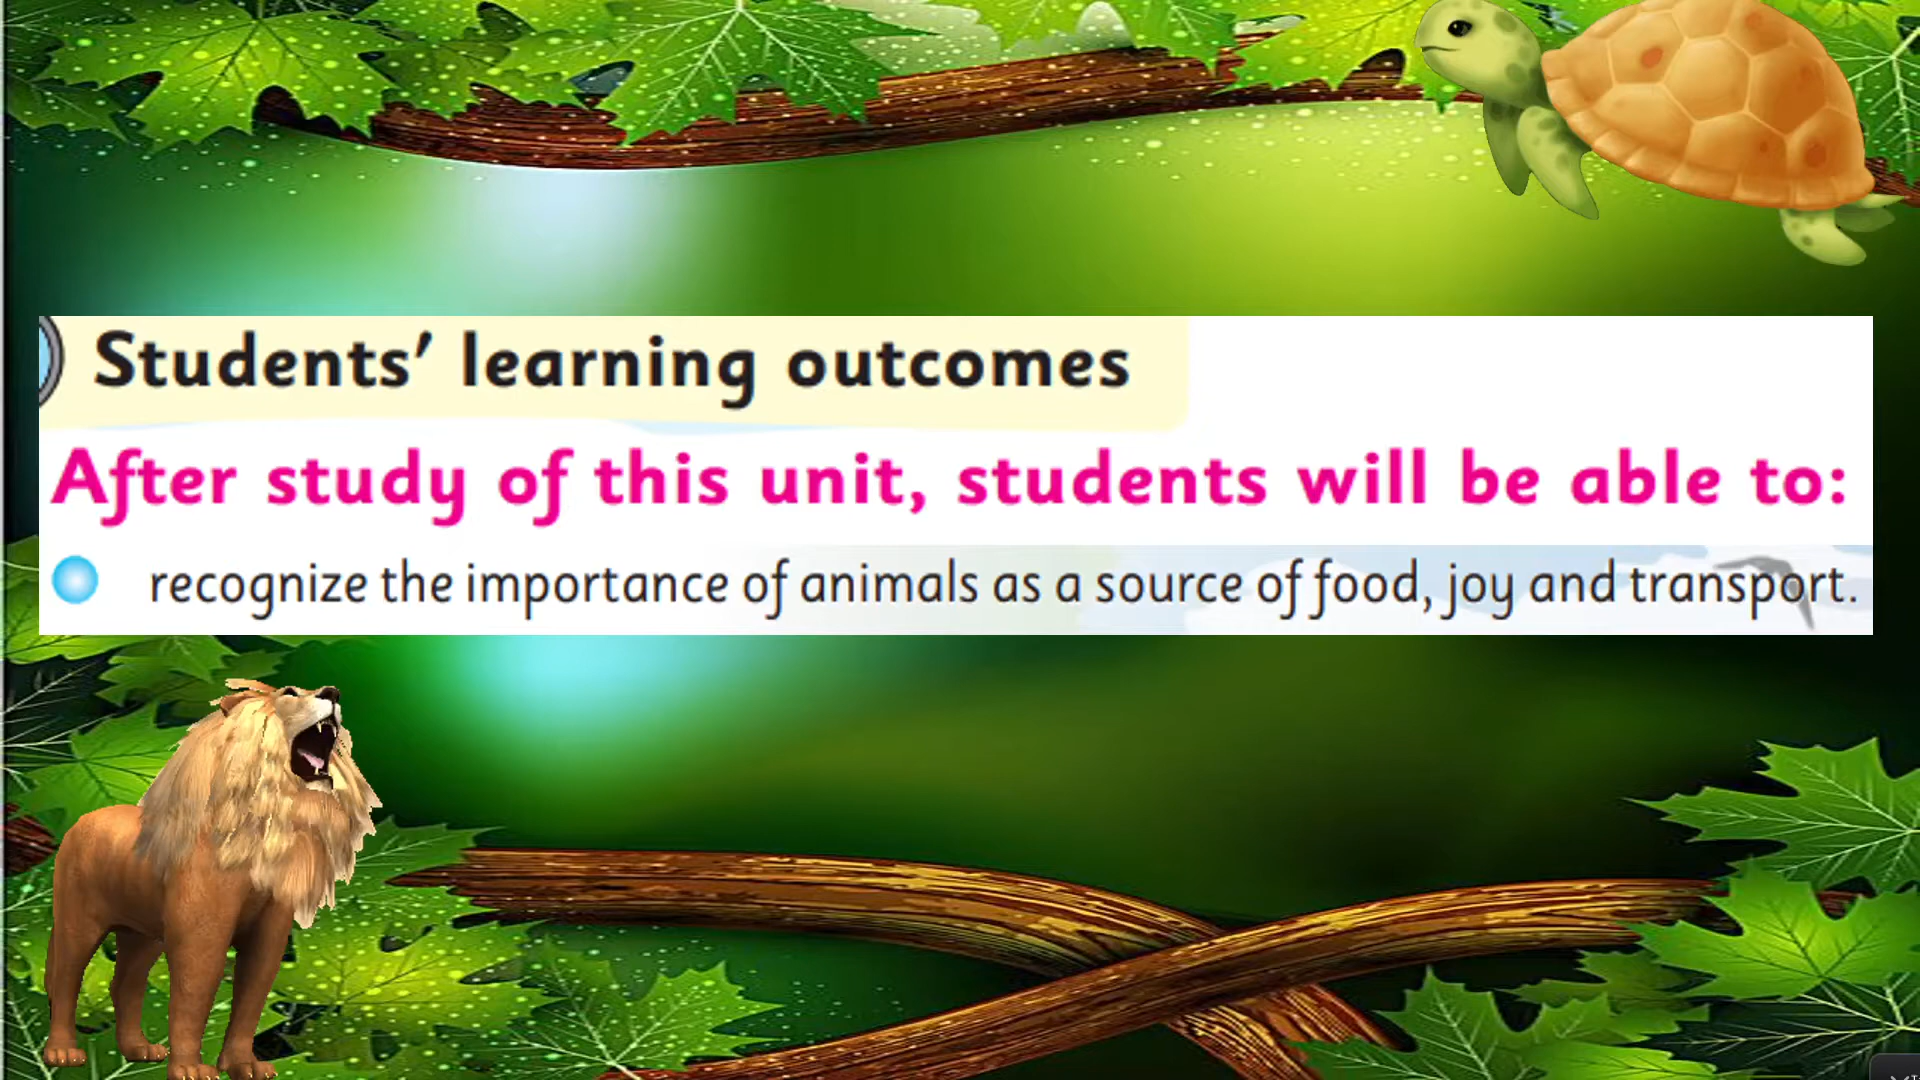 Students' learning outcomes
After study of this unit, students will be able to:
recognize the importance of animals as a source of food, joy and transport.